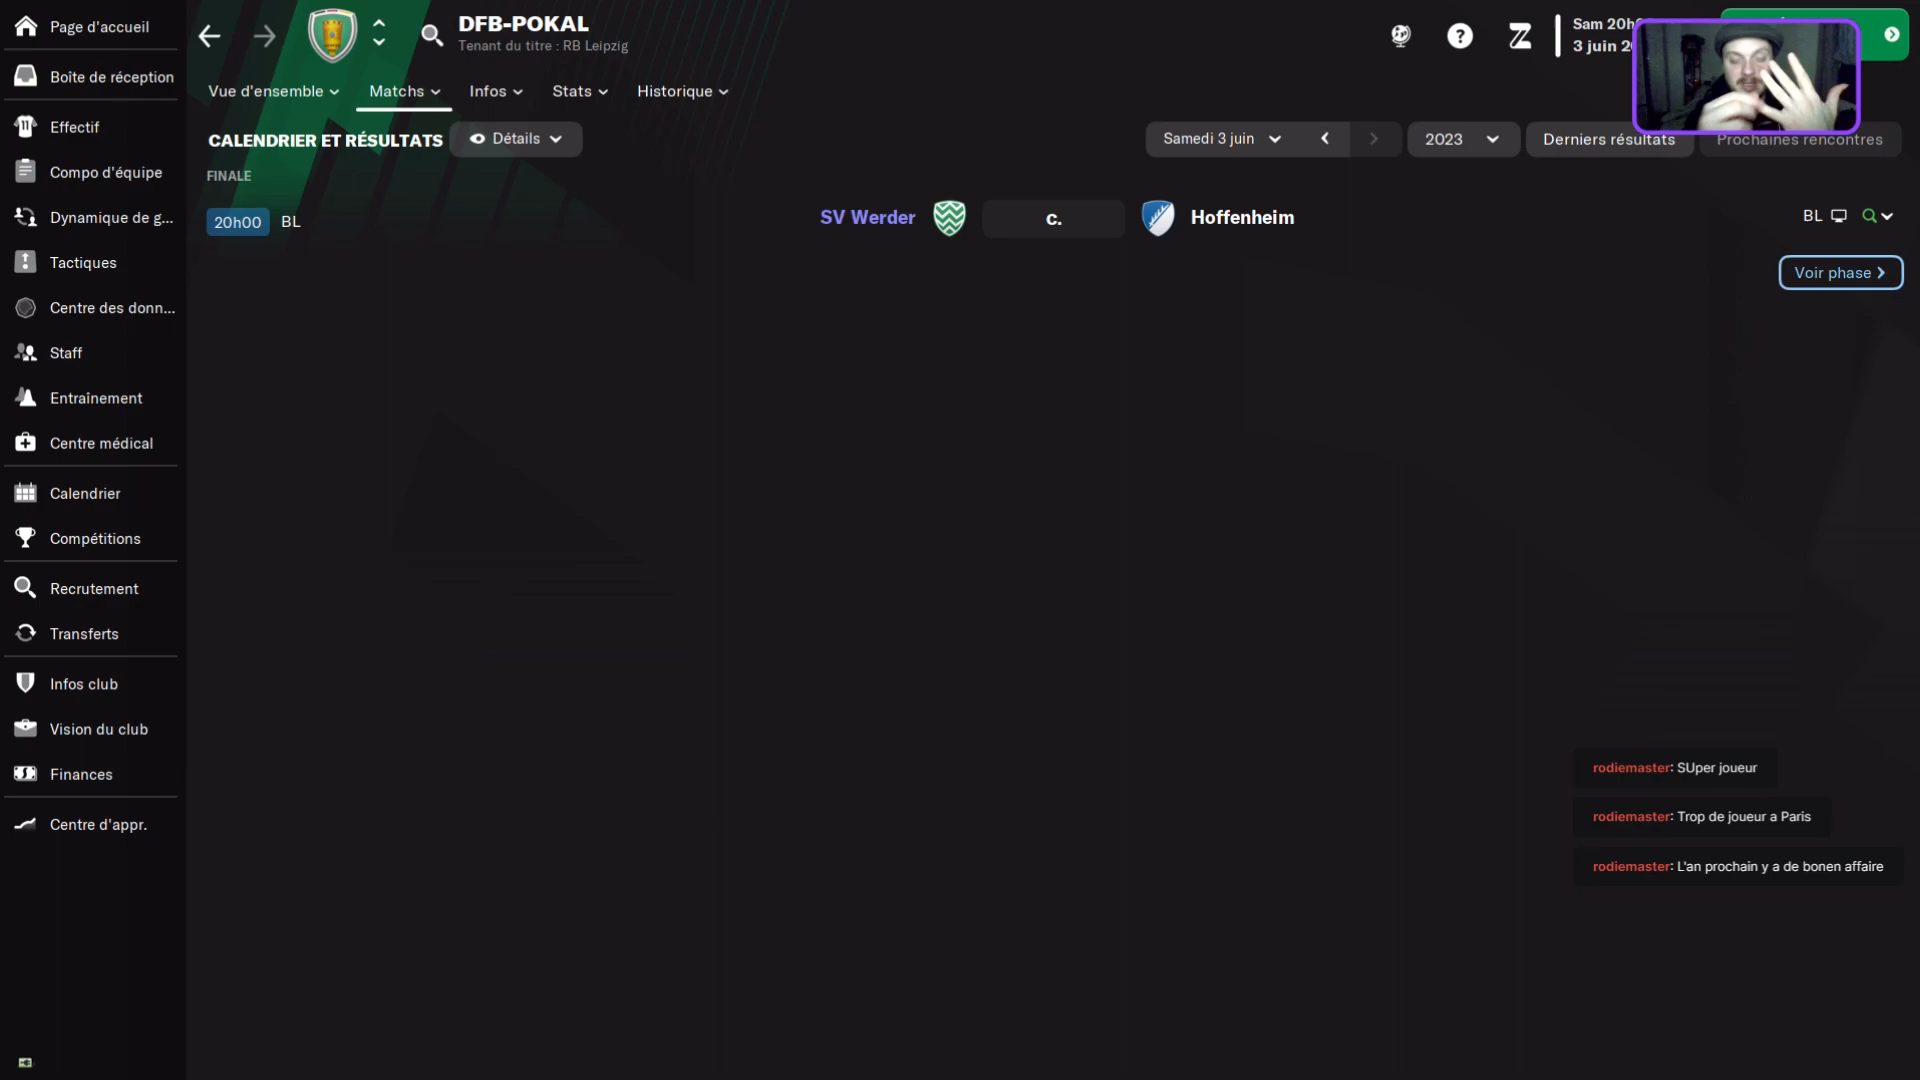 Page d'accueil
Boîte de réception
Effectif
Compo d'équipe
Dynamique de g...
Tactiques
Centre des donn...
Staff
Entraînement
Centre médical
Calendrier
Compétitions
Recrutement
Transferts
Infos club
Vision du club
Finances
Centre d'appr.
DFB-POKAL
Tenant du titre : RB Leipzig
Sam 20h
3 juin 2
Vue d'ensemble Matchs Infos Stats Historique
CALENDRIER ET RÉSULTATS Détails Samedi 3 juin 2023 Derniers résultats Prochaines rencontres
FINALE
20h00 BL SV Werder c. Hoffenheim BL
Voir phase
rodiemaster: SUper joueur
rodiemaster: Trop de joueur a Paris
rodiemaster: L'an prochain y a de bonen affaire